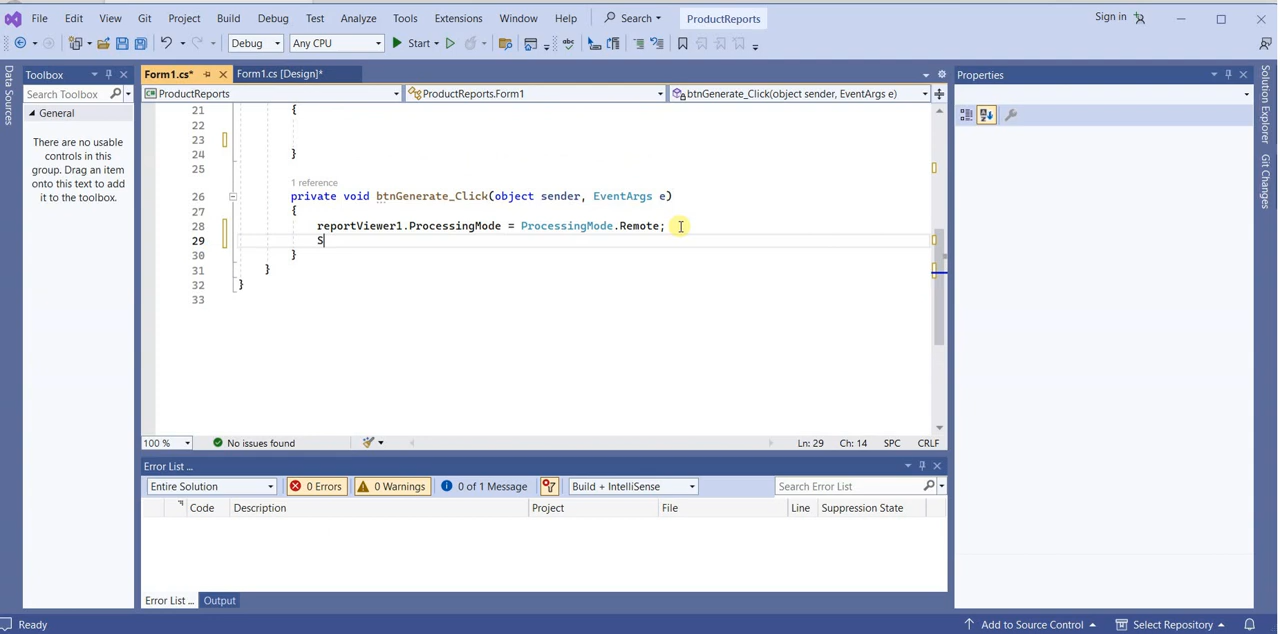 File Edit View Git Project Build Debug Test Analyze Tools Extensions Window Help Search ProductReports Sign in
Debug Any CPU Start
Data Sources
Toolbox
Search Toolbox
General
There are no usable
controls in this
group. Drag an item
onto this text to add
it to the toolbox.
Form1.cs* Form1.cs [Design]*
ProductReports ProductReports.Form1 btnGenerate_Click(object sender, EventArgs e)
21 {
22
23
24 }
25
1 reference
26 private void btnGenerate_Click(object sender, EventArgs e)
27 {
28 reportViewer1.ProcessingMode = ProcessingMode.Remote;
29 S
30 }
31 }
32 }
33
100 % No issues found Ln: 29 Ch: 14 SPC CRLF
Error List ...
Entire Solution 0 Errors 0 Warnings 0 of 1 Message Build + IntelliSense Search Error List
Code Description Project File Line Suppression State
Error List ... Output
Properties
Solution Explorer
Git Changes
Ready Add to Source Control Select Repository